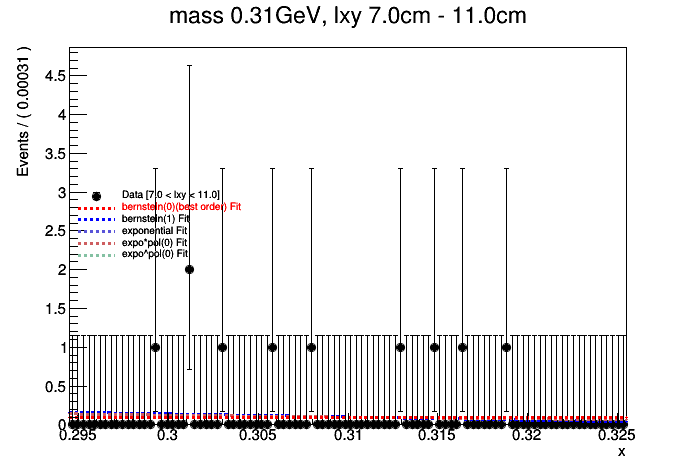 mass 0.31GeV, lxy 7.0cm - 11.0cm
Events / ( 0.00031 )
4.5
4
3.5
3
2.5
2
1.5
1
0.5
0
Data [7.0 < lxy < 11.0]
bernstein(0)(best order) Fit
bernstein(1) Fit
exponential Fit
expo*pol(0) Fit
expo^pol(0) Fit
0.295 0.3 0.305 0.31 0.315 0.32 0.325
x